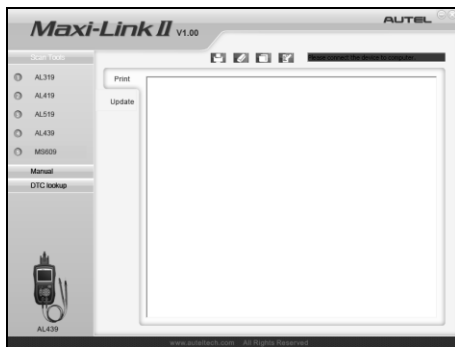 AUTEL
Maxi-Link II V1.00
Scan Tools
Please connect the device to computer
AL319
AL419
AL519
AL439
MS609
Print
Update
Manual
DTC lookup
AL439
www.auteltech.com All Rights Reserved